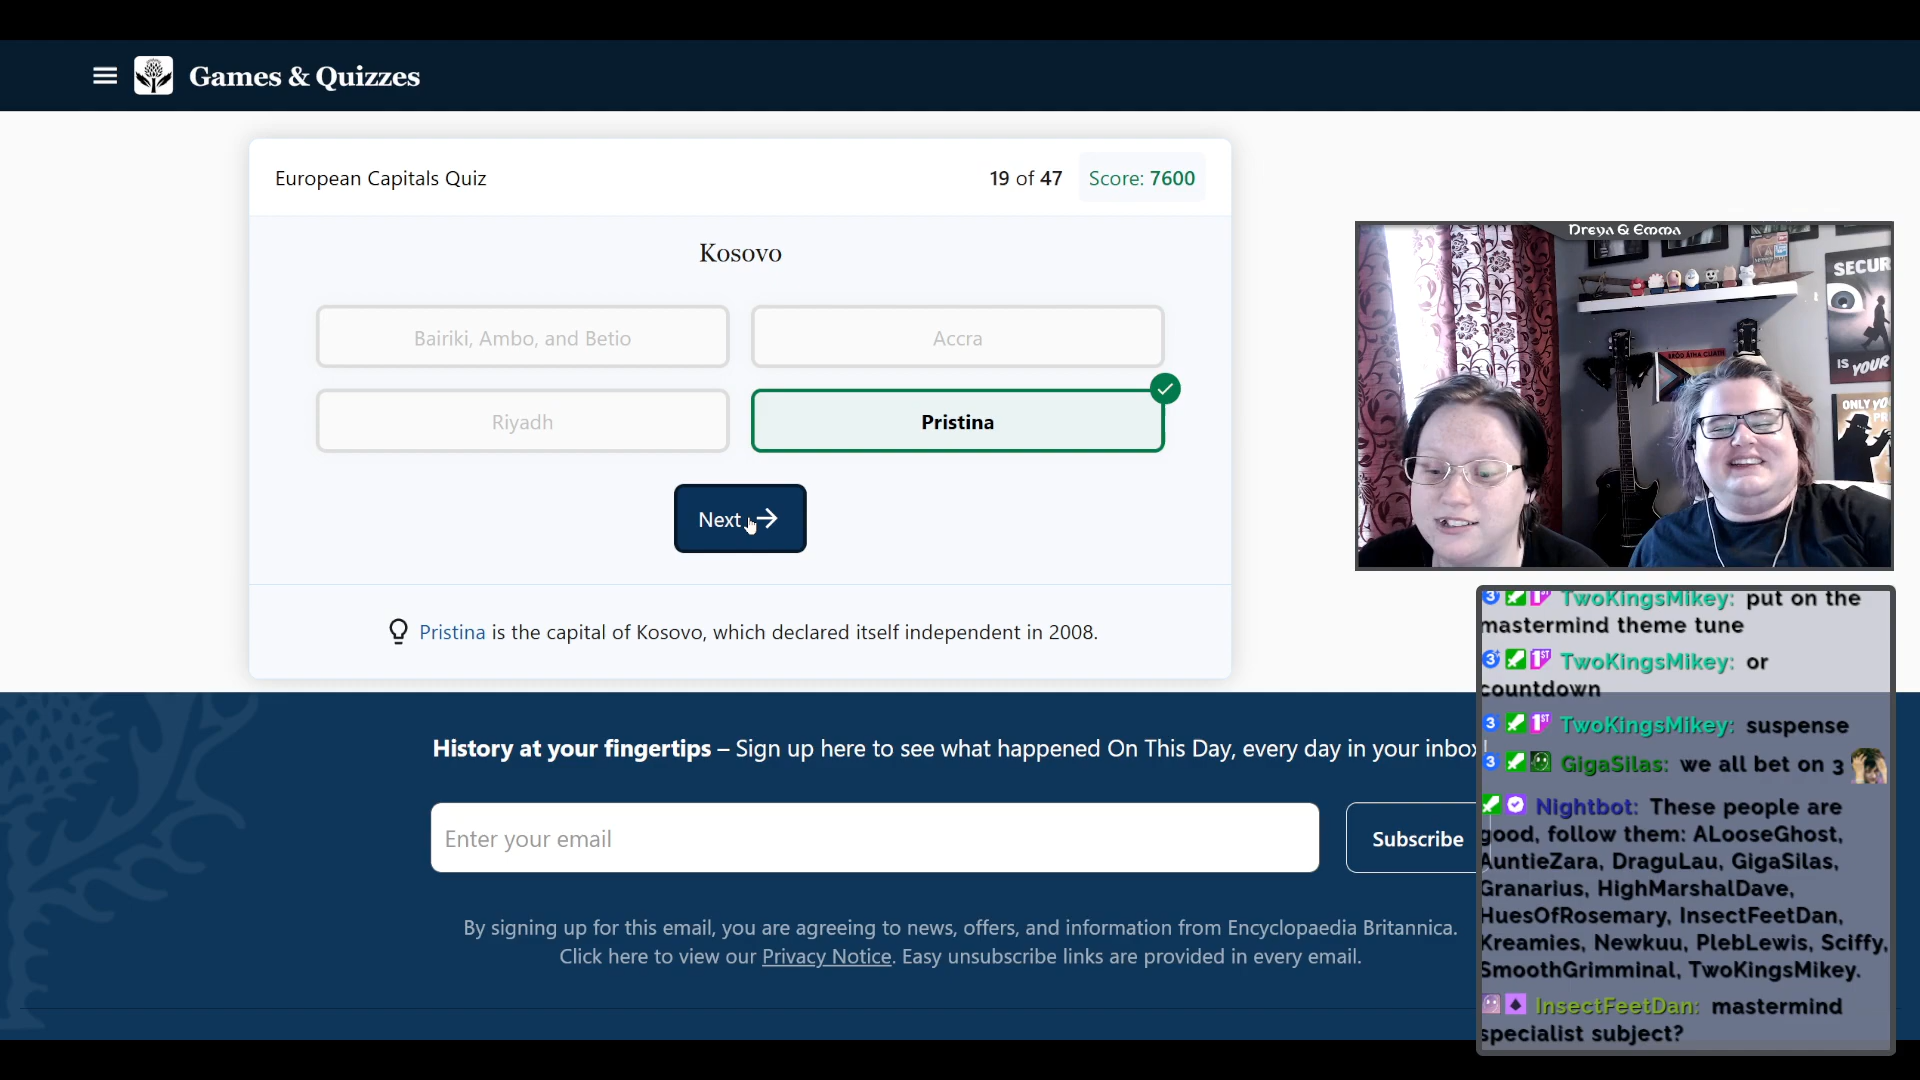 Games & Quizzes
European Capitals Quiz
19 of 47
Score: 7600
Kosovo
Bairiki, Ambo, and Betio
Accra
Riyadh
Pristina
Next
Pristina is the capital of Kosovo, which declared itself independent in 2008.
Dreya & Emma
SECUR
IS YOUR
ONLY YO
PR
TwoKingsMikey: put on the
mastermind theme tune
TwoKingsMikey: or
countdown
TwoKingsMikey: suspense
GigaSilas: we all bet on 3
Nightbot: These people are
good, follow them: ALooseGhost,
AuntieZara, DraguLau, GigaSilas,
Granarius, HighMarshalDave,
HuesOfRosemary, InsectFeetDan,
Kreamies, Newkuu, PlebLewis, Sciffy,
SmoothGrimminal, TwoKingsMikey.
InsectFeetDan: mastermind
specialist subject?
History at your fingertips – Sign up here to see what happened On This Day, every day in your inbox!
Enter your email
Subscribe
By signing up for this email, you are agreeing to news, offers, and information from Encyclopaedia Britannica.
Click here to view our Privacy Notice. Easy unsubscribe links are provided in every email.